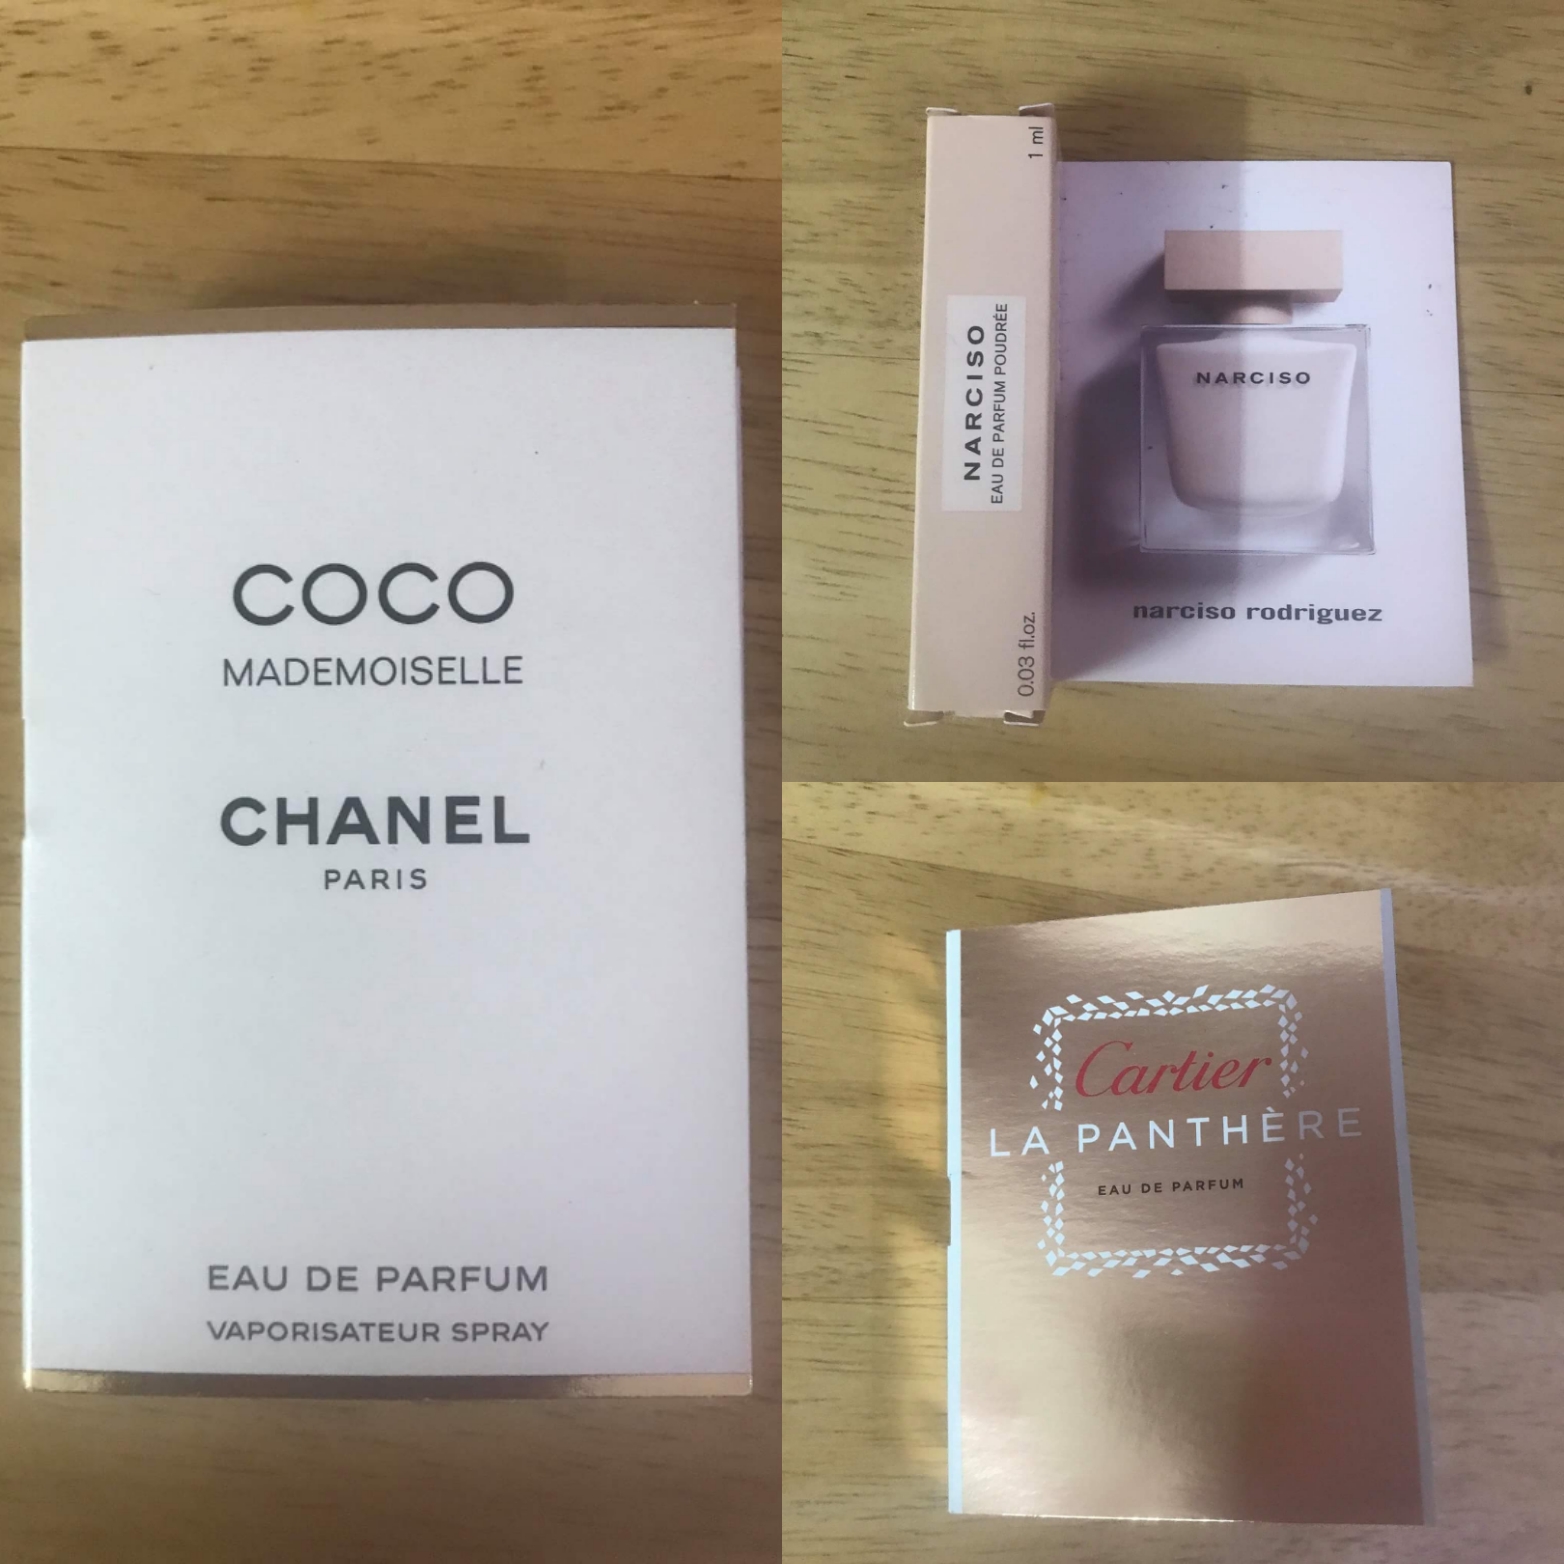 COCO
MADEMOISELLE
CHANEL
PARIS
EAU DE PARFUM
VAPORISATEUR SPRAY
1 ml
NARCISO
EAU DE PARFUM POUDRÉE
0.03 fl.oz.
NARCISO
narciso rodriguez
Cartier
LA PANTHÈRE
EAU DE PARFUM